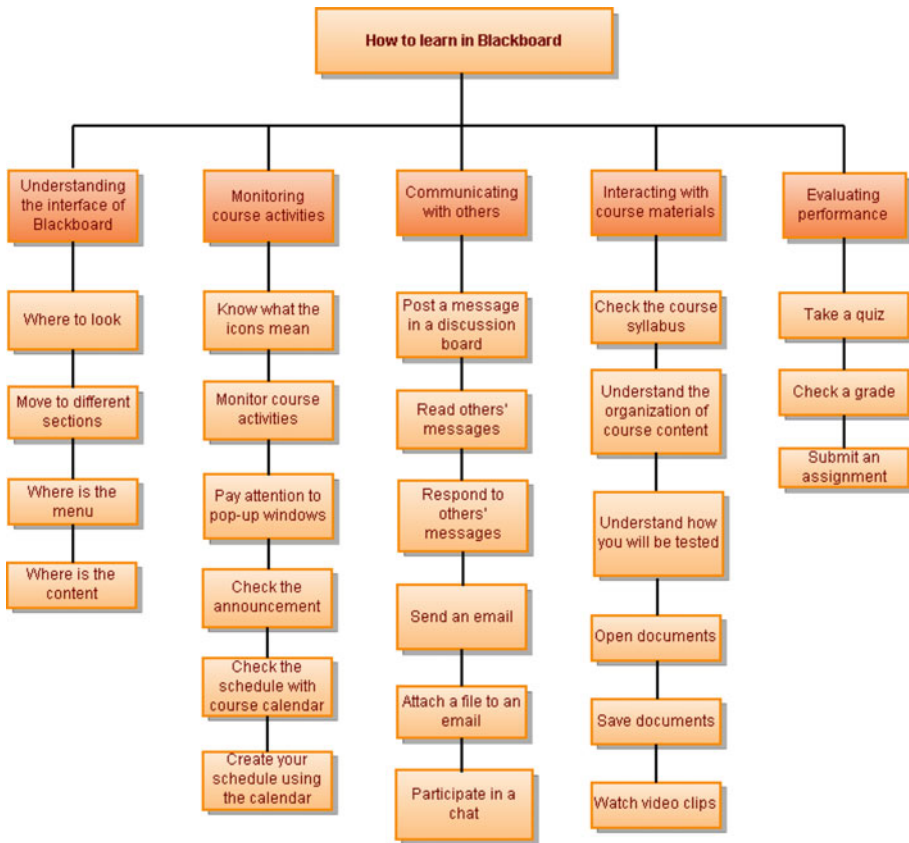 How to learn in Blackboard
Understanding
the interface of
Blackboard
Where to look
Move to different
sections
Where is the
menu
Where is the
content
Monitoring
course activities
Know what the
icons mean
Monitor course
activities
Pay attention to
pop-up windows
Check the
announcement
Check the
schedule with
course calendar
Create your
schedule using
the calendar
Communicating
with others
Post a message
in a discussion
board
Read others'
messages
Respond to
others'
messages
Send an email
Attach a file to an
email
Participate in a
chat
Interacting with
course materials
Check the course
syllabus
Understand the
organization of
course content
Understand how
you will be tested
Open documents
Save documents
Watch video clips
Evaluating
performance
Take a quiz
Check a grade
Submit an
assignment